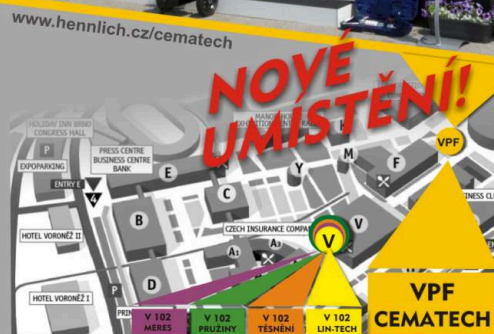 www.hennlich.cz/cematech
NOVÉ
UMÍSTĚNÍ!
HOLIDAY INN BRNO
CONGRESS HALL
P
EXPOPARKING
PRESS CENTRE
BUSINESS CENTRE
BANK
ENTRY E
4
E
B
C
D
Y
M
F
VPF
HOTEL VORONĚŽ II
CZECH INSURANCE COMPA
A1
A2
V
V
HOTEL VORONĚŽ I
P
V 102
MERES
V 102
PRUŽINY
V 102
TĚSNĚNÍ
V 102
LIN-TECH
VPF
CEMATECH